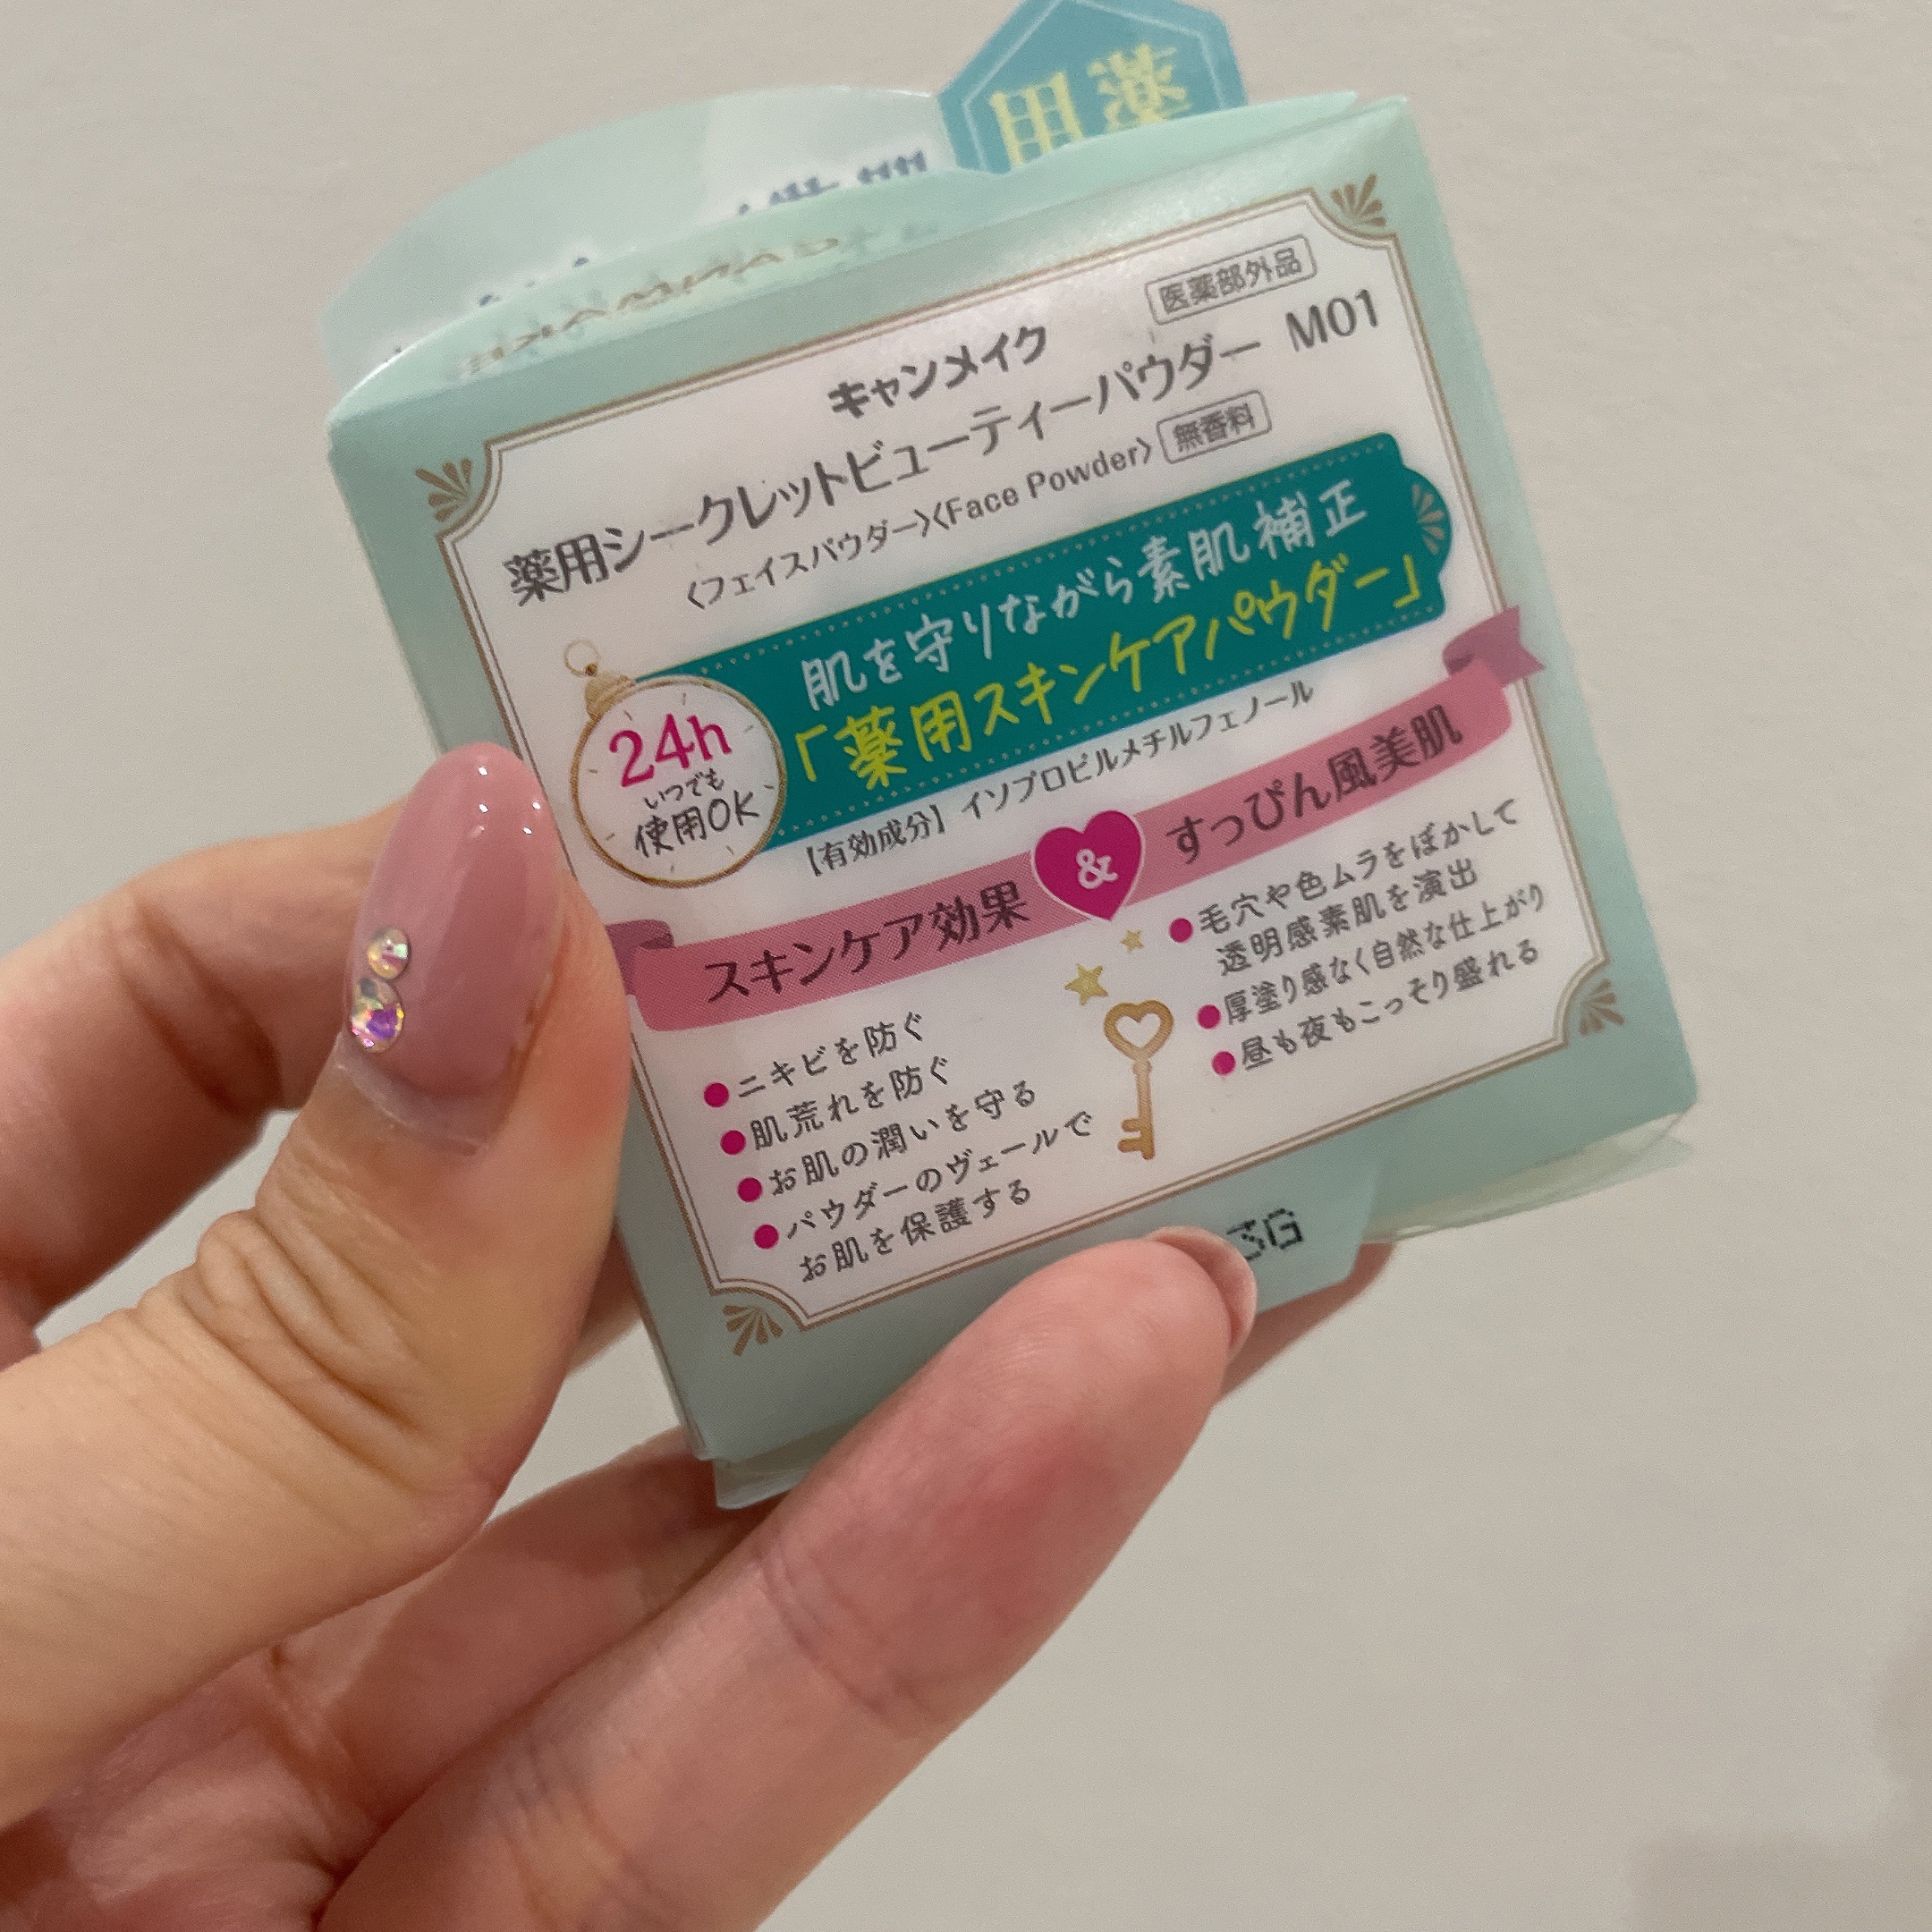 薬用
医薬部外品
キャンメイク
薬用シークレットビューティーパウダー M01
〈フェイスパウダー〉〈Face Powder〉 無香料
肌を守りながら素肌補正
「薬用スキンケアパウダー」
24h
いつでも
使用OK
【有効成分】イソプロピルメチルフェノール
スキンケア効果
&
すっぴん風美肌
●ニキビを防ぐ
●肌荒れを防ぐ
●お肌の潤いを守る
●パウダーのヴェールで
お肌を保護する
●毛穴や色ムラをぼかして
透明感素肌を演出
●厚塗り感なく自然な仕上がり
●昼も夜もこっそり盛れる
3G